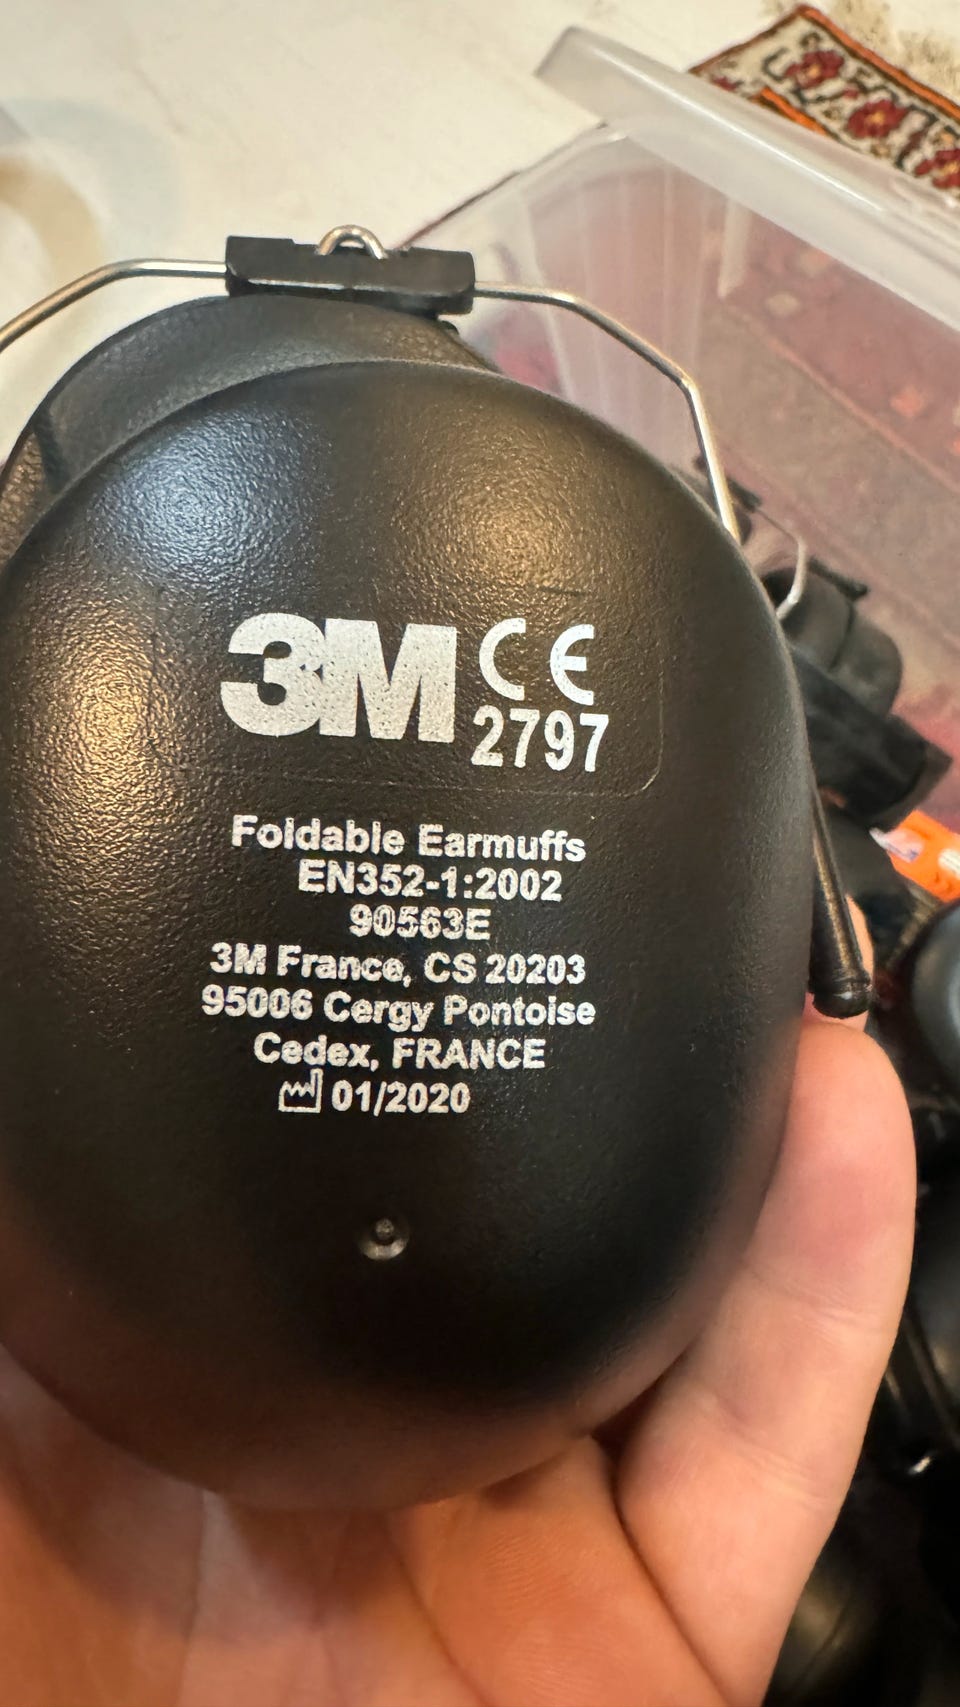 3M CE
2797
Foldable Earmuffs
EN352-1:2002
90563E
3M France, CS 20203
95006 Cergy Pontoise
Cedex, FRANCE
01/2020